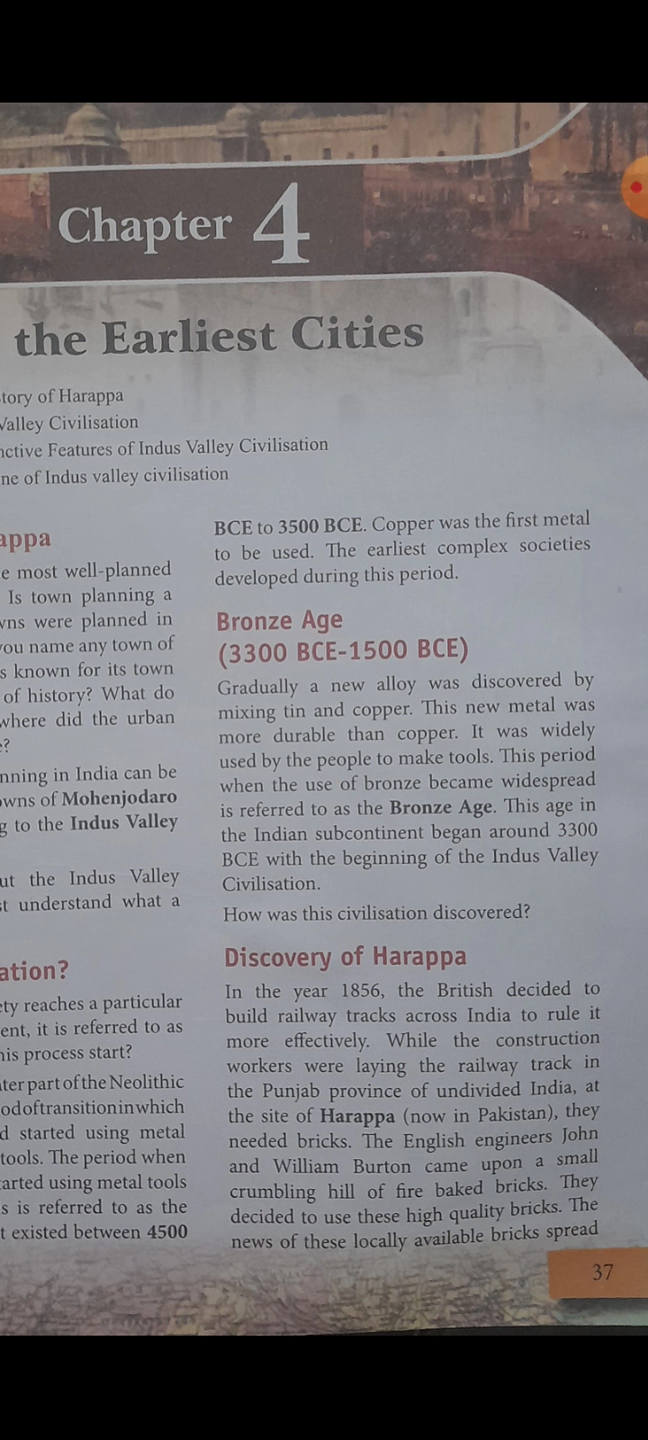 Chapter 4
the Earliest Cities
tory of Harappa
Valley Civilisation
nctive Features of Indus Valley Civilisation
ne of Indus valley civilisation
appa
e most well-planned
Is town planning a
wns were planned in
you name any town of
s known for its town
of history? What do
where did the urban
e?
nning in India can be
owns of Mohenjodaro
g to the Indus Valley
ut the Indus Valley
st understand what a
ation?
ety reaches a particular
ent, it is referred to as
his process start?
ter part of the Neolithic
od of transition in which
d started using metal
tools. The period when
tarted using metal tools
s is referred to as the
t existed between 4500
BCE to 3500 BCE. Copper was the first metal
to be used. The earliest complex societies
developed during this period.
Bronze Age
(3300 BCE-1500 BCE)
Gradually a new alloy was discovered by
mixing tin and copper. This new metal was
more durable than copper. It was widely
used by the people to make tools. This period
when the use of bronze became widespread
is referred to as the Bronze Age. This age in
the Indian subcontinent began around 3300
BCE with the beginning of the Indus Valley
Civilisation.
How was this civilisation discovered?
Discovery of Harappa
In the year 1856, the British decided to
build railway tracks across India to rule it
more effectively. While the construction
workers were laying the railway track in
the Punjab province of undivided India, at
the site of Harappa (now in Pakistan), they
needed bricks. The English engineers John
and William Burton came upon a small
crumbling hill of fire baked bricks. They
decided to use these high quality bricks. The
news of these locally available bricks spread
37